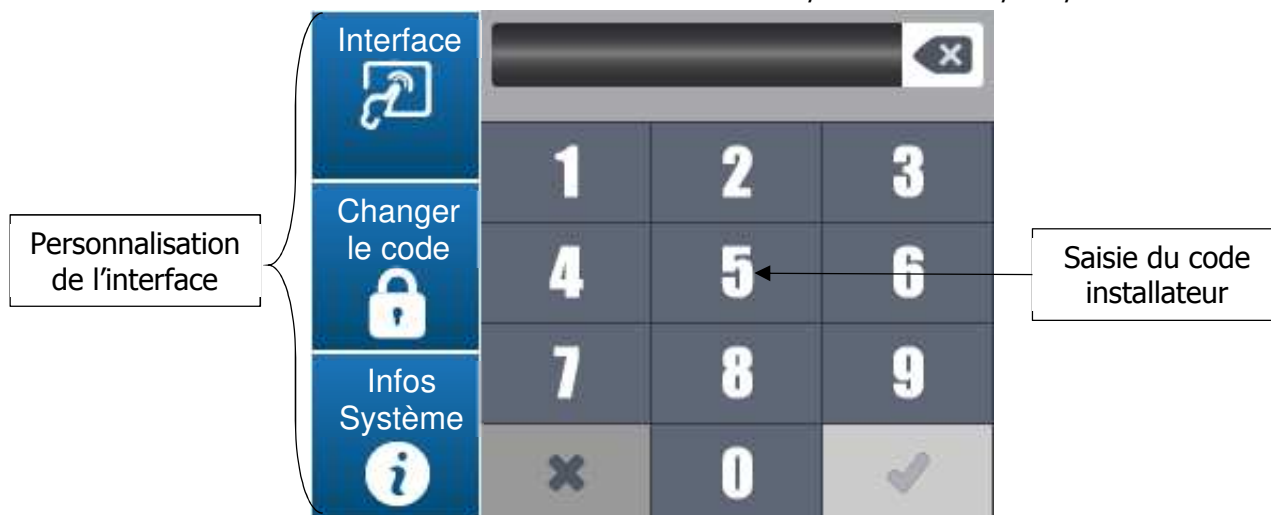 Interface
Changer
le code
Infos
Système
1 2 3
4 5 6
7 8 9
0
Personnalisation
de l’interface
Saisie du code
installateur